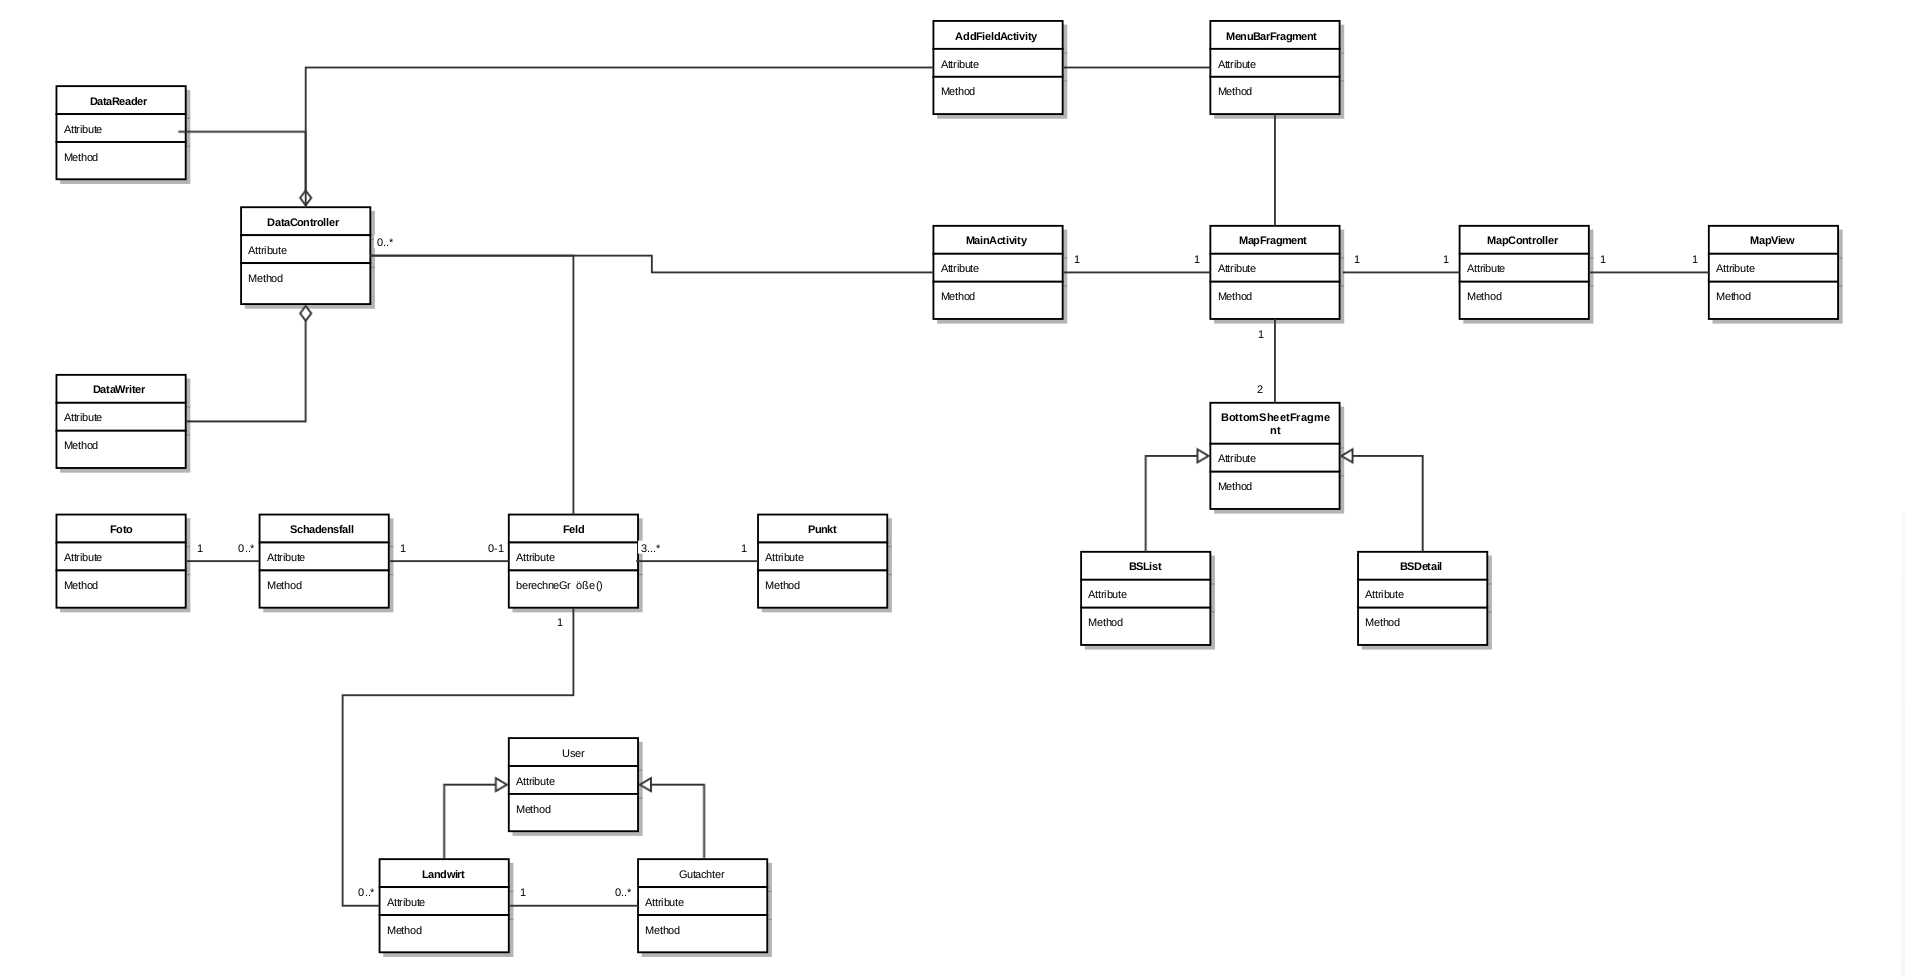 AddFieldActivity
Attribute
Method
MenuBarFragment
Attribute
Method
DataReader
Attribute
Method
DataController
Attribute
Method
0..*
MainActivity
Attribute
Method
1
1
MapFragment
Attribute
Method
1
1
MapController
Attribute
Method
1
1
MapView
Attribute
Method
1
2
DataWriter
Attribute
Method
BottomSheetFragme
nt
Attribute
Method
Foto
Attribute
Method
1
0..*
Schadensfall
Attribute
Method
1
0-1
Feld
Attribute
berechneGr öße()
3...*
1
Punkt
Attribute
Method
1
BSList
Attribute
Method
BSDetail
Attribute
Method
User
Attribute
Method
0..*
Landwirt
Attribute
Method
1
0..*
Gutachter
Attribute
Method